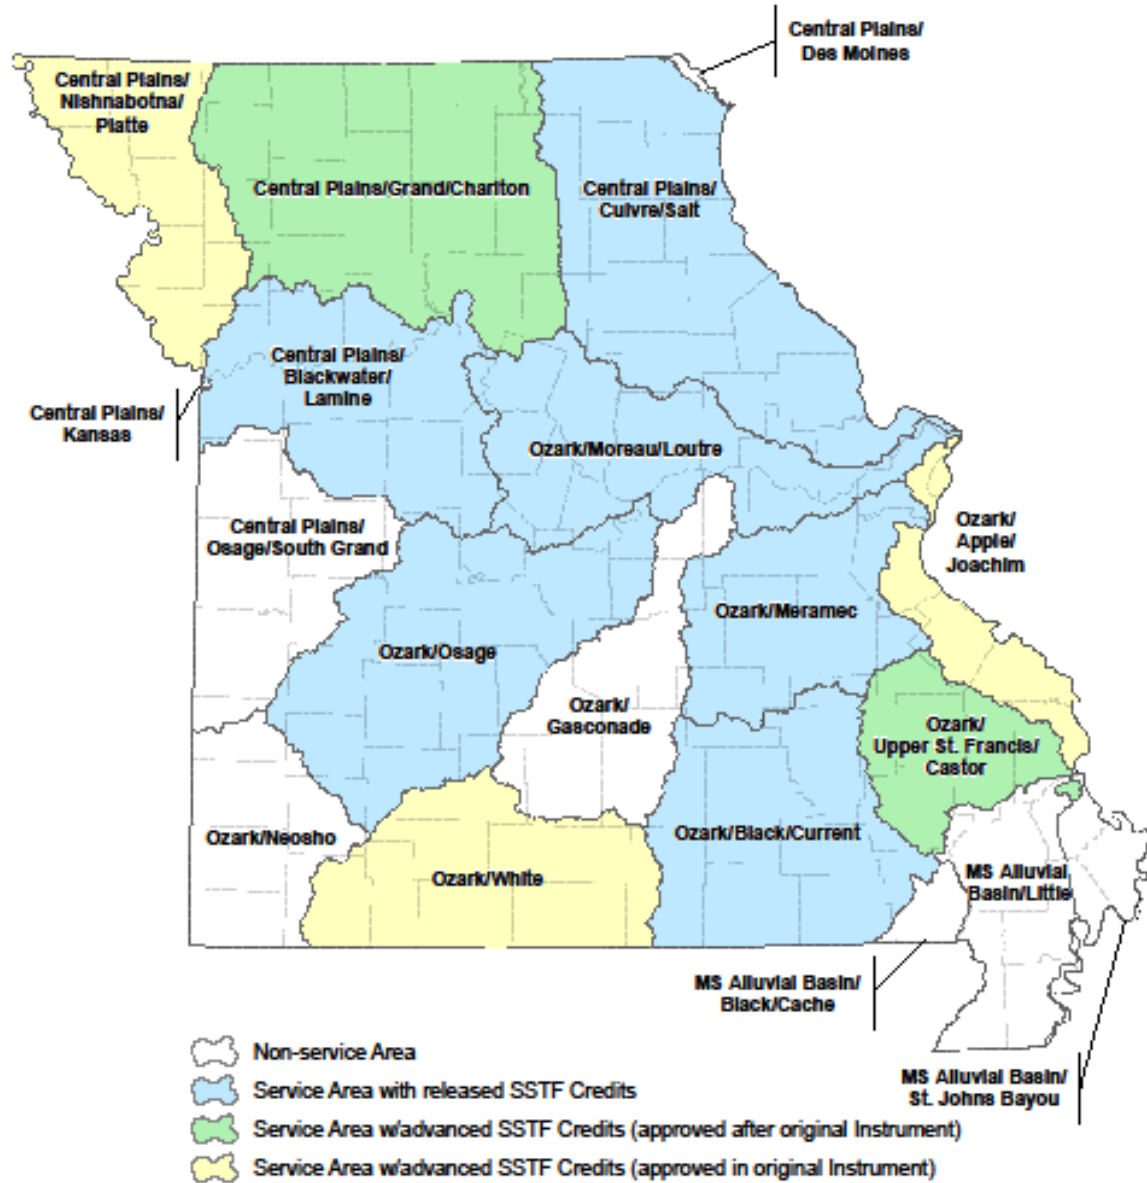 Central Plains/
Des Moines
Central Plains/
Nishnabotna/
Platte
Central Plains/Grand/Chariton
Central Plains/
Cuivre/Salt
Central Plains/
Blackwater/
Lamine
Central Plains/
Kansas
Ozark/Moreau/Loutre
Central Plains/
Osage/South Grand
Ozark/
Apple/
Joachim
Ozark/Meramec
Ozark/Osage
Ozark/
Gasconade
Ozark/
Upper St. Francis/
Castor
Ozark/Neosho
Ozark/Black/Current
Ozark/White
MS Alluvial
Basin/Little
MS Alluvial Basin/
Black/Cache
MS Alluvial Basin/
St. Johns Bayou
Non-service Area
Service Area with released SSTF Credits
Service Area w/advanced SSTF Credits (approved after original Instrument)
Service Area w/advanced SSTF Credits (approved in original Instrument)